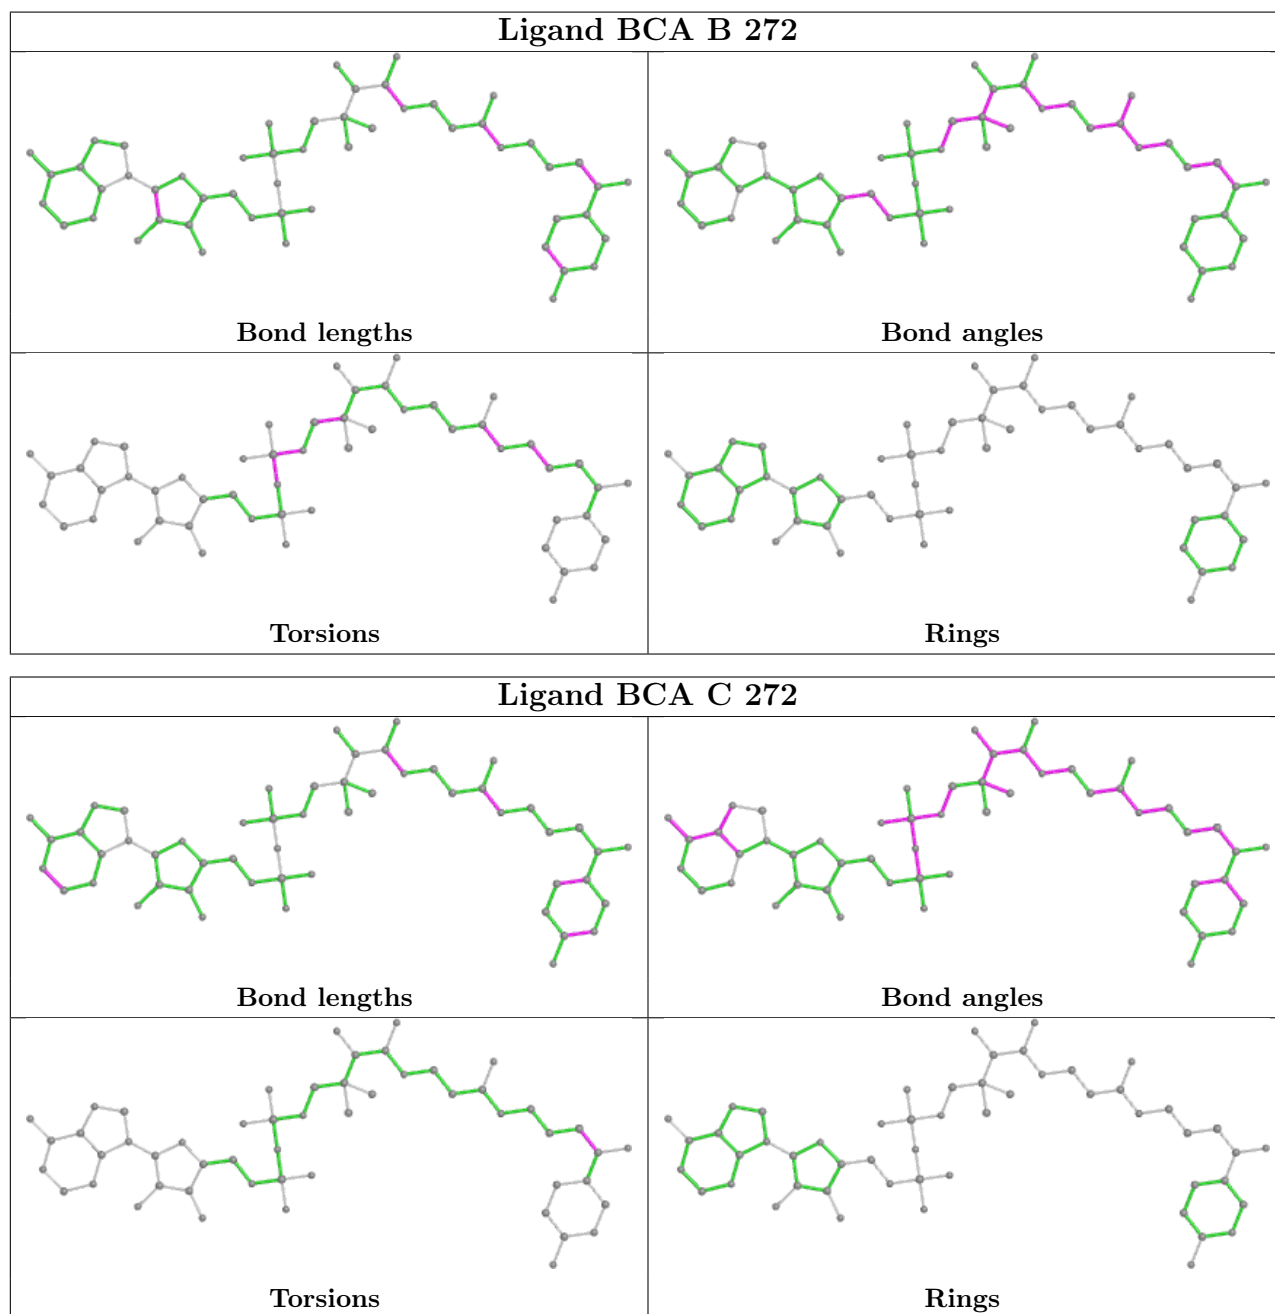 Ligand BCA B 272
Bond lengths
Bond angles
Torsions
Rings
Ligand BCA C 272
Bond lengths
Bond angles
Torsions
Rings